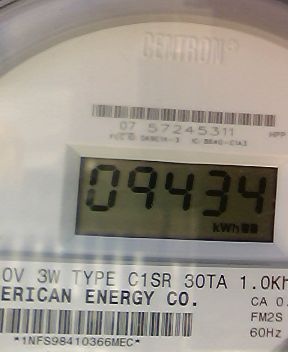 CENTRON®
07 57245311
HPP
09434
kWh
0V 3W TYPE C1SR 30TA 1.0Kh
ERICAN ENERGY CO.
CA 0.
FM2S
60Hz
*1NFS98410366MEC*